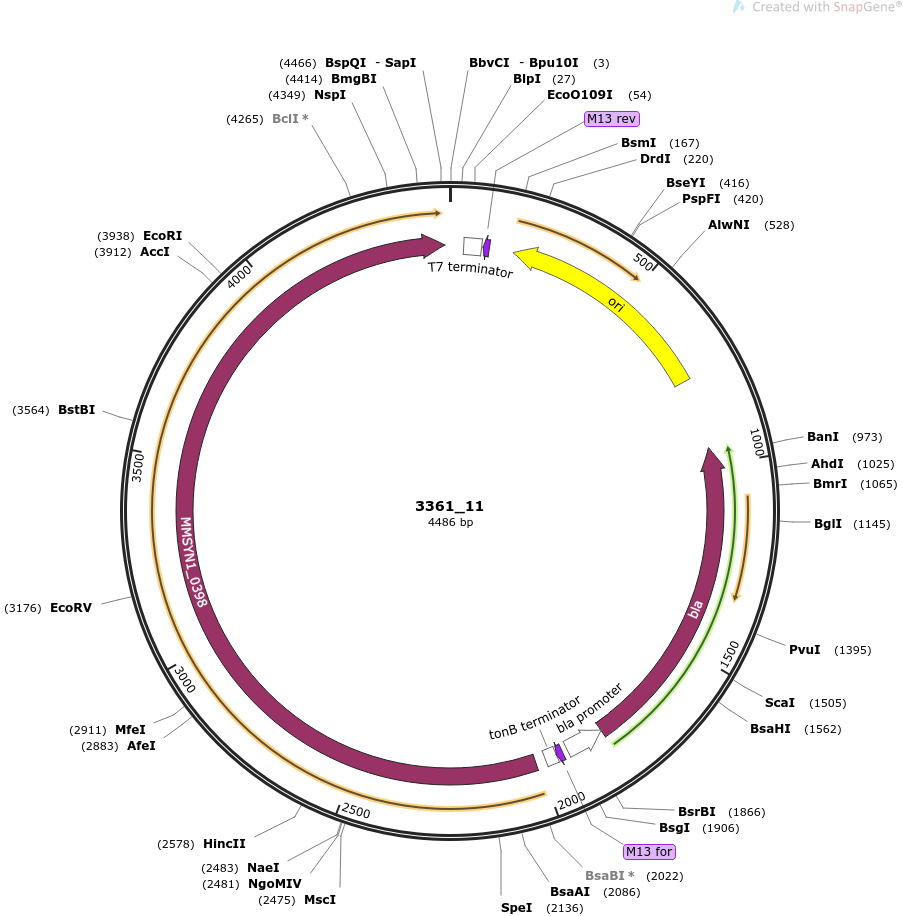 Created with SnapGene®
(4466) BspQI - SapI
(4414) BmgBI
(4349) NspI
(4265) BclI *
BbvCI - Bpu10I (3)
BlpI (27)
EcoO109I (54)
M13 rev
BsmI (167)
DrdI (220)
BseYI (416)
PspFI (420)
AlwNI (528)
(3938) EcoRI
(3912) AccI
4000
500
T7 terminator
ori
(3564) BstBI
3500
1000
BanI (973)
AhdI (1025)
BmrI (1065)
BglI (1145)
3361_11
4486 bp
MMSYN1_0398
bla
(3176) EcoRV
3000
1500
PvuI (1395)
ScaI (1505)
BsaHI (1562)
(2911) MfeI
(2883) AfeI
tonB terminator
bla promoter
2500
2000
BsrBI (1866)
BsgI (1906)
M13 for
BsaBI * (2022)
BsaAI (2086)
SpeI (2136)
(2578) HincII
(2483) NaeI
(2481) NgoMIV
(2475) MscI